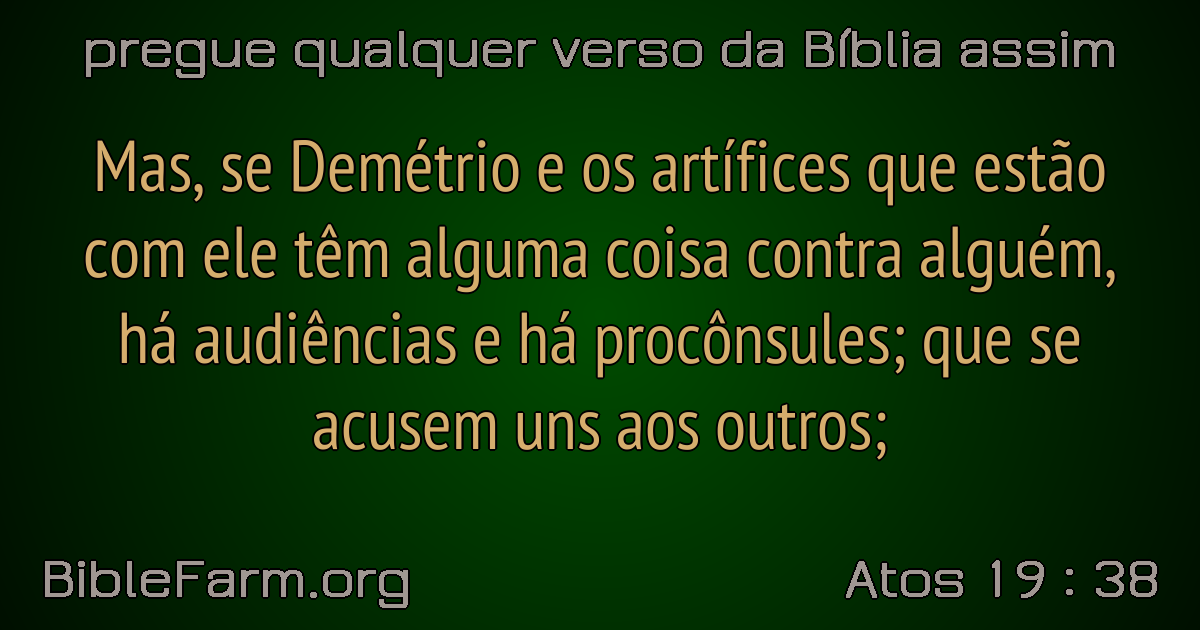 pregue qualquer verso da Bíblia assim
Mas, se Demétrio e os artífices que estão
com ele têm alguma coisa contra alguém,
há audiências e há procônsules; que se
acusem uns aos outros;
BibleFarm.org
Atos 19 : 38